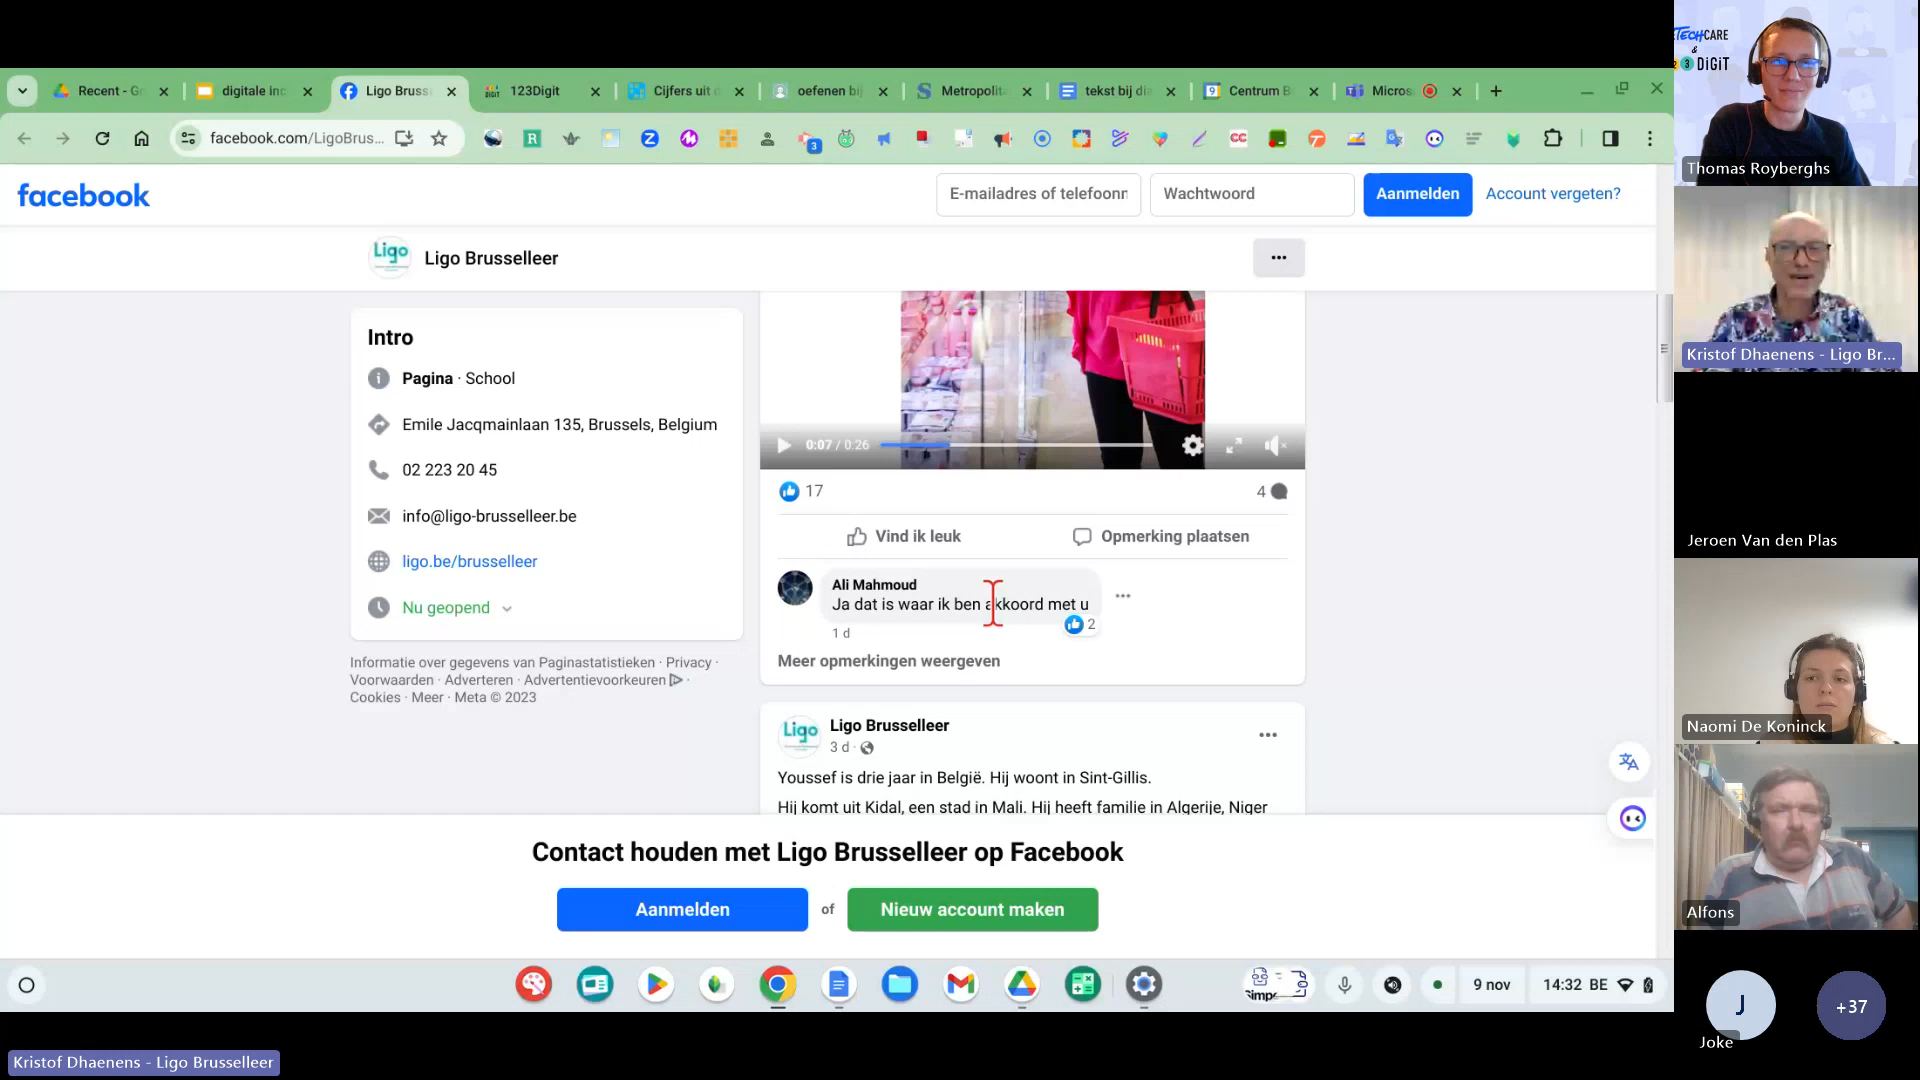 Recent - G
digitale inc
Ligo Bruss
123Digit
Cijfers uit o
oefenen bij
Metropolita
tekst bij dia
Centrum B
Micros
facebook.com/LigoBrus...
facebook
E-mailadres of telefoonn
Wachtwoord
Aanmelden
Account vergeten?
Ligo
Ligo Brusselleer
Intro
Pagina · School
Emile Jacqmainlaan 135, Brussels, Belgium
02 223 20 45
info@ligo-brusselleer.be
ligo.be/brusselleer
Nu geopend
Informatie over gegevens van Paginastatistieken · Privacy ·
Voorwaarden · Adverteren · Advertentievoorkeuren ·
Cookies · Meer · Meta © 2023
0:07 / 0:26
17
4
Vind ik leuk
Opmerking plaatsen
Ali Mahmoud
Ja dat is waar ik ben akkoord met u
2
1 d
Meer opmerkingen weergeven
Ligo
Ligo Brusselleer
3 d ·
Youssef is drie jaar in België. Hij woont in Sint-Gillis.
Hij komt uit Kidal, een stad in Mali. Hij heeft familie in Algerije, Niger
Contact houden met Ligo Brusselleer op Facebook
Aanmelden
of
Nieuw account maken
9 nov
14:32 BE
Kristof Dhaenens - Ligo Brusselleer
TECHCARE
&
23 DiGiT
Thomas Royberghs
Kristof Dhaenens - Ligo Br...
Jeroen Van den Plas
Naomi De Koninck
Alfons
J
Joke
+37